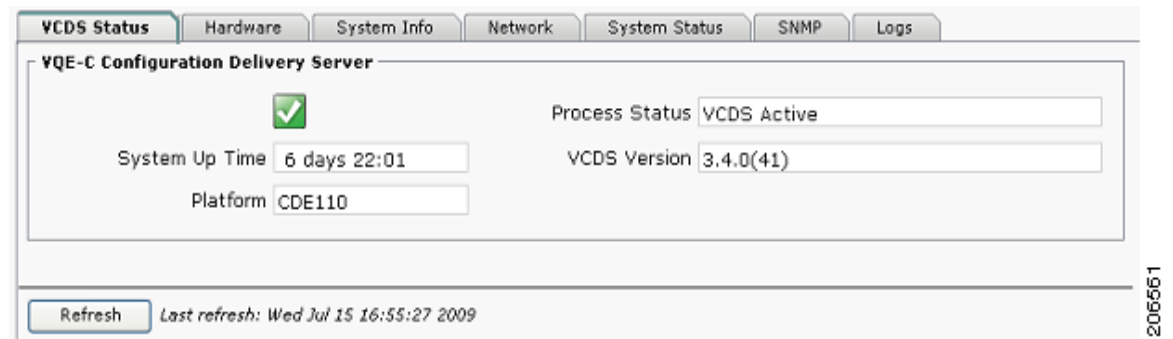 VCDS Status Hardware System Info Network System Status SNMP Logs
VQE-C Configuration Delivery Server
Process Status VCDS Active
System Up Time 6 days 22:01 VCDS Version 3.4.0(41)
Platform CDE110
Refresh Last refresh: Wed Jul 15 16:55:27 2009
206561